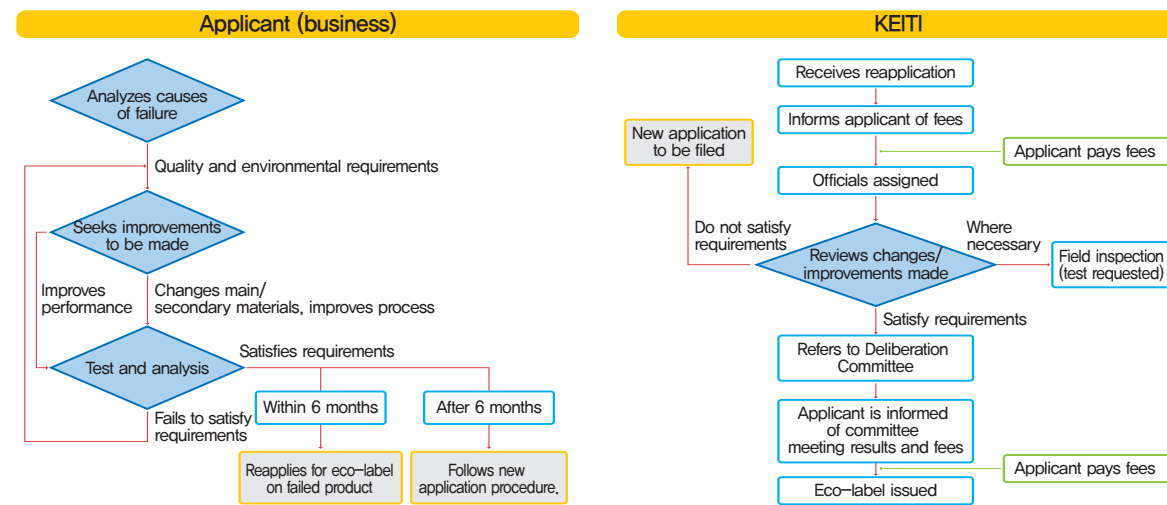 Applicant (business)
Analyzes causes
of failure
Quality and environmental requirements
Seeks improvements
to be made
Improves
performance
Changes main/
secondary materials, improves process
Test and analysis
Satisfies requirements
Within 6 months
After 6 months
Fails to satisfy
requirements
Reapplies for eco-label
on failed product
Follows new
application procedure.
KEITI
Receives reapplication
Informs applicant of fees
New application
to be filed
Applicant pays fees
Officials assigned
Do not satisfy
requirements
Where
necessary
Reviews changes/
improvements made
Field inspection
(test requested)
Satisfy requirements
Refers to Deliberation
Committee
Applicant is informed
of committee
meeting results and fees
Applicant pays fees
Eco-label issued